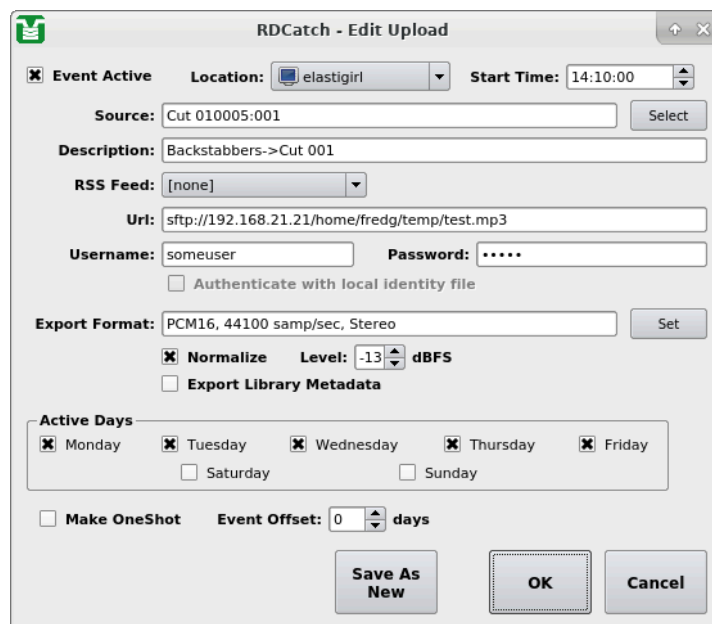 RDCatch - Edit Upload
Event Active Location: elastigirl Start Time: 14:10:00
Source: Cut 010005:001 Select
Description: Backstabbers->Cut 001
RSS Feed: [none]
Url: sftp://192.168.21.21/home/fredg/temp/test.mp3
Username: someuser Password: •••••
Authenticate with local identity file
Export Format: PCM16, 44100 samp/sec, Stereo Set
Normalize Level: -13 dBFS
Export Library Metadata
Active Days
Monday Tuesday Wednesday Thursday Friday
Saturday Sunday
Make OneShot Event Offset: 0 days
Save As
New
OK Cancel